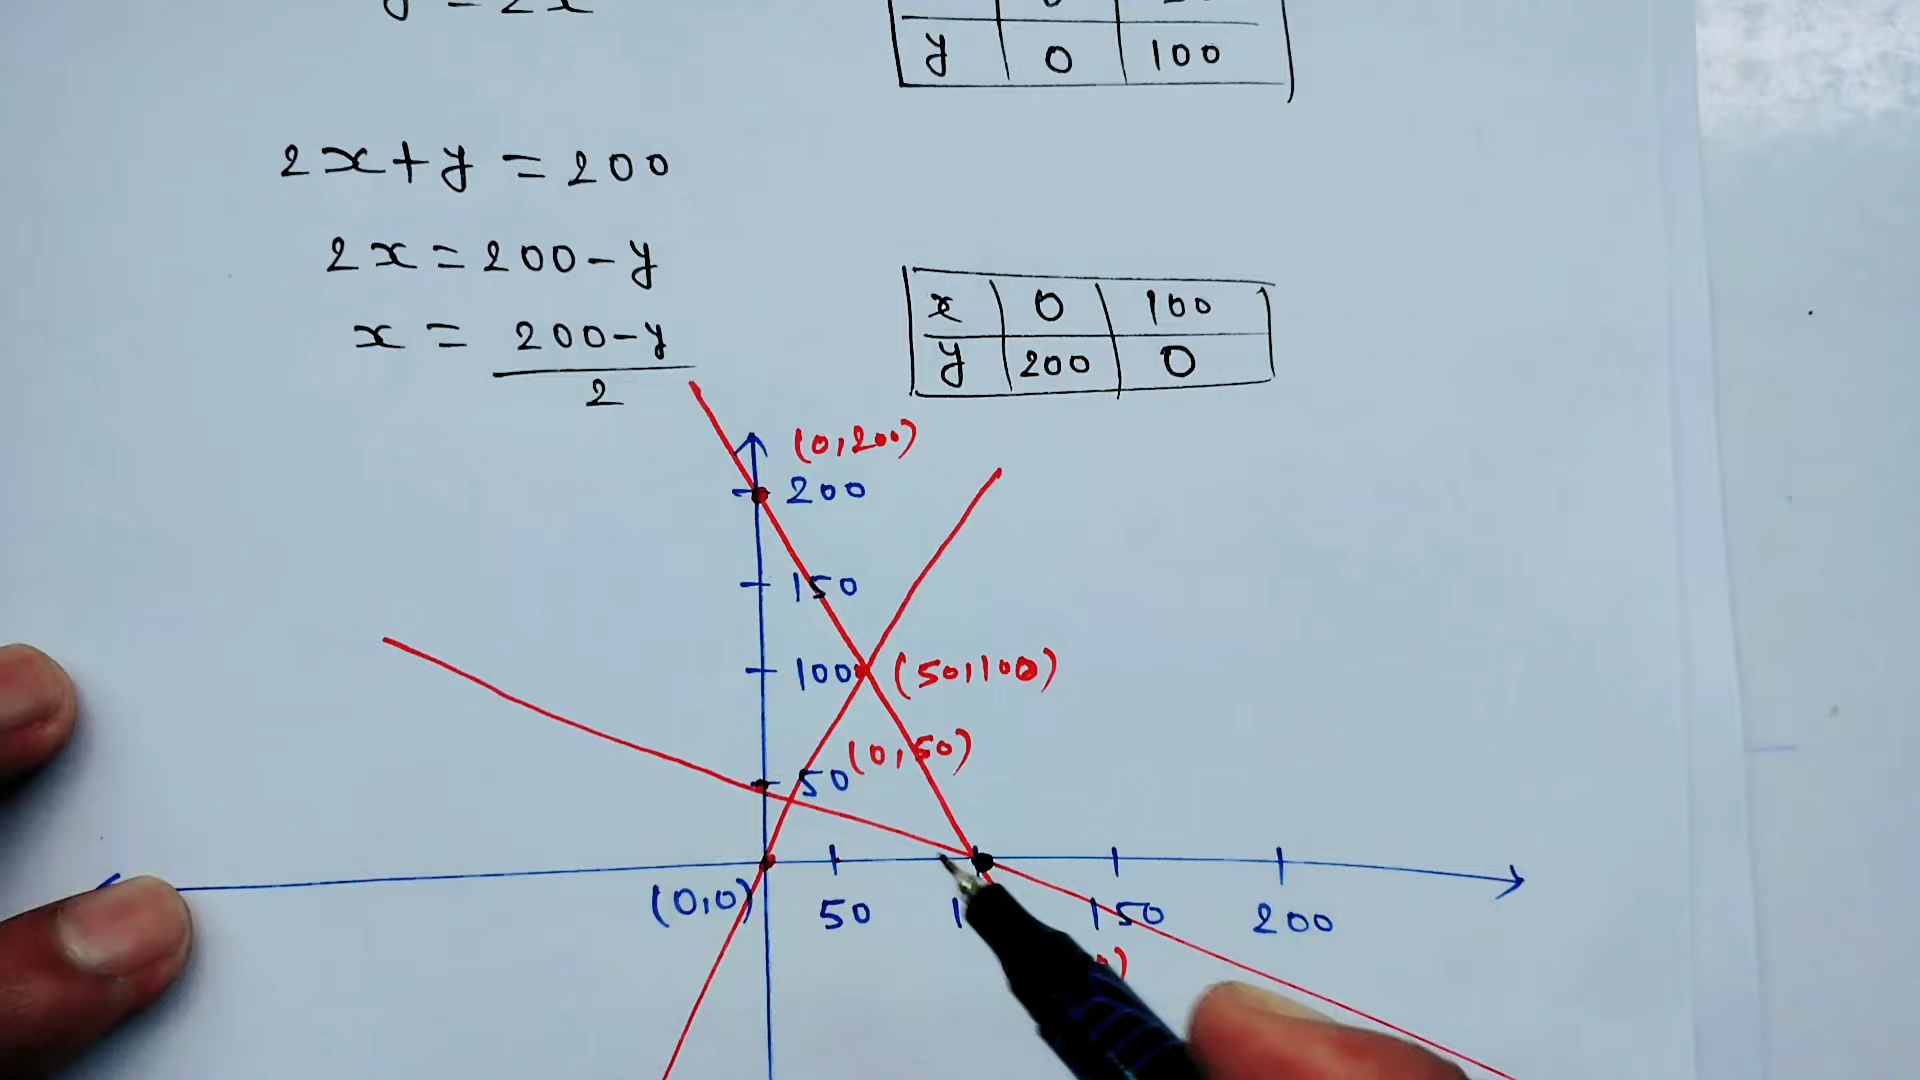 y = 2x
y 0 100
2x + y = 200
2x = 200 - y
x = 200 - y
2
x 0 100
y 200 0
(0,200)
200
150
100 (50,100)
(0,50)
50
(0,0) 50 150 200